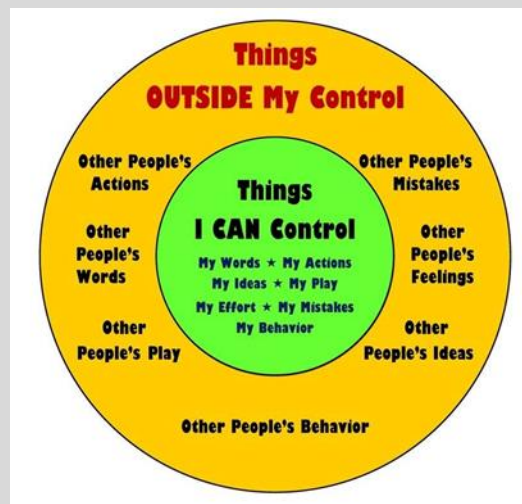 Things
OUTSIDE My Control
Other People's
Actions
Other
People's
Words
Other
People's Play
Things
I CAN Control
My Words ★ My Actions
My Ideas ★ My Play
My Effort ★ My Mistakes
My Behavior
Other People's
Mistakes
Other
People's
Feelings
Other
People's Ideas
Other People's Behavior